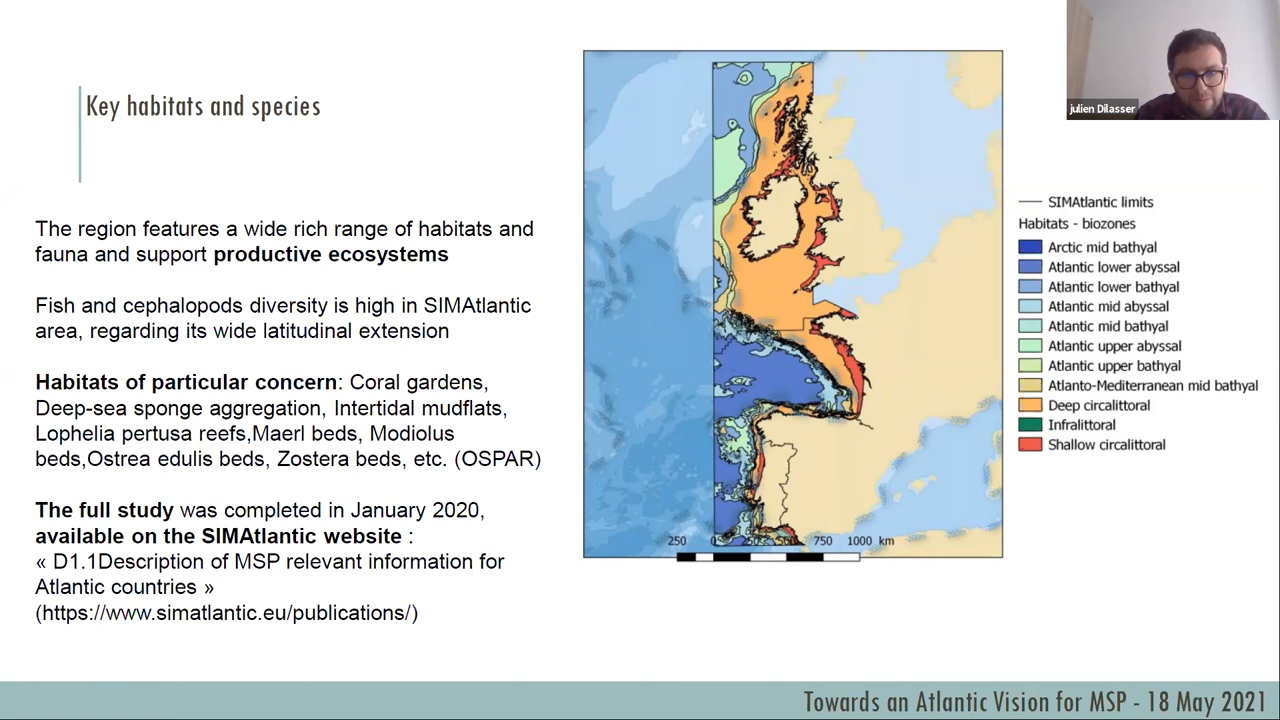 julien Dilasser
Key habitats and species
The region features a wide rich range of habitats and
fauna and support productive ecosystems
Fish and cephalopods diversity is high in SIMAtlantic
area, regarding its wide latitudinal extension
Habitats of particular concern: Coral gardens,
Deep-sea sponge aggregation, Intertidal mudflats,
Lophelia pertusa reefs,Maerl beds, Modiolus
beds,Ostrea edulis beds, Zostera beds, etc. (OSPAR)
The full study was completed in January 2020,
available on the SIMAtlantic website :
« D1.1Description of MSP relevant information for
Atlantic countries »
(https://www.simatlantic.eu/publications/)
SIMAtlantic limits
Habitats - biozones
Arctic mid bathyal
Atlantic lower abyssal
Atlantic lower bathyal
Atlantic mid abyssal
Atlantic mid bathyal
Atlantic upper abyssal
Atlantic upper bathyal
Atlanto-Mediterranean mid bathyal
Deep circalittoral
Infralittoral
Shallow circalittoral
250 0 250 500 750 1000 km
Towards an Atlantic Vision for MSP - 18 May 2021